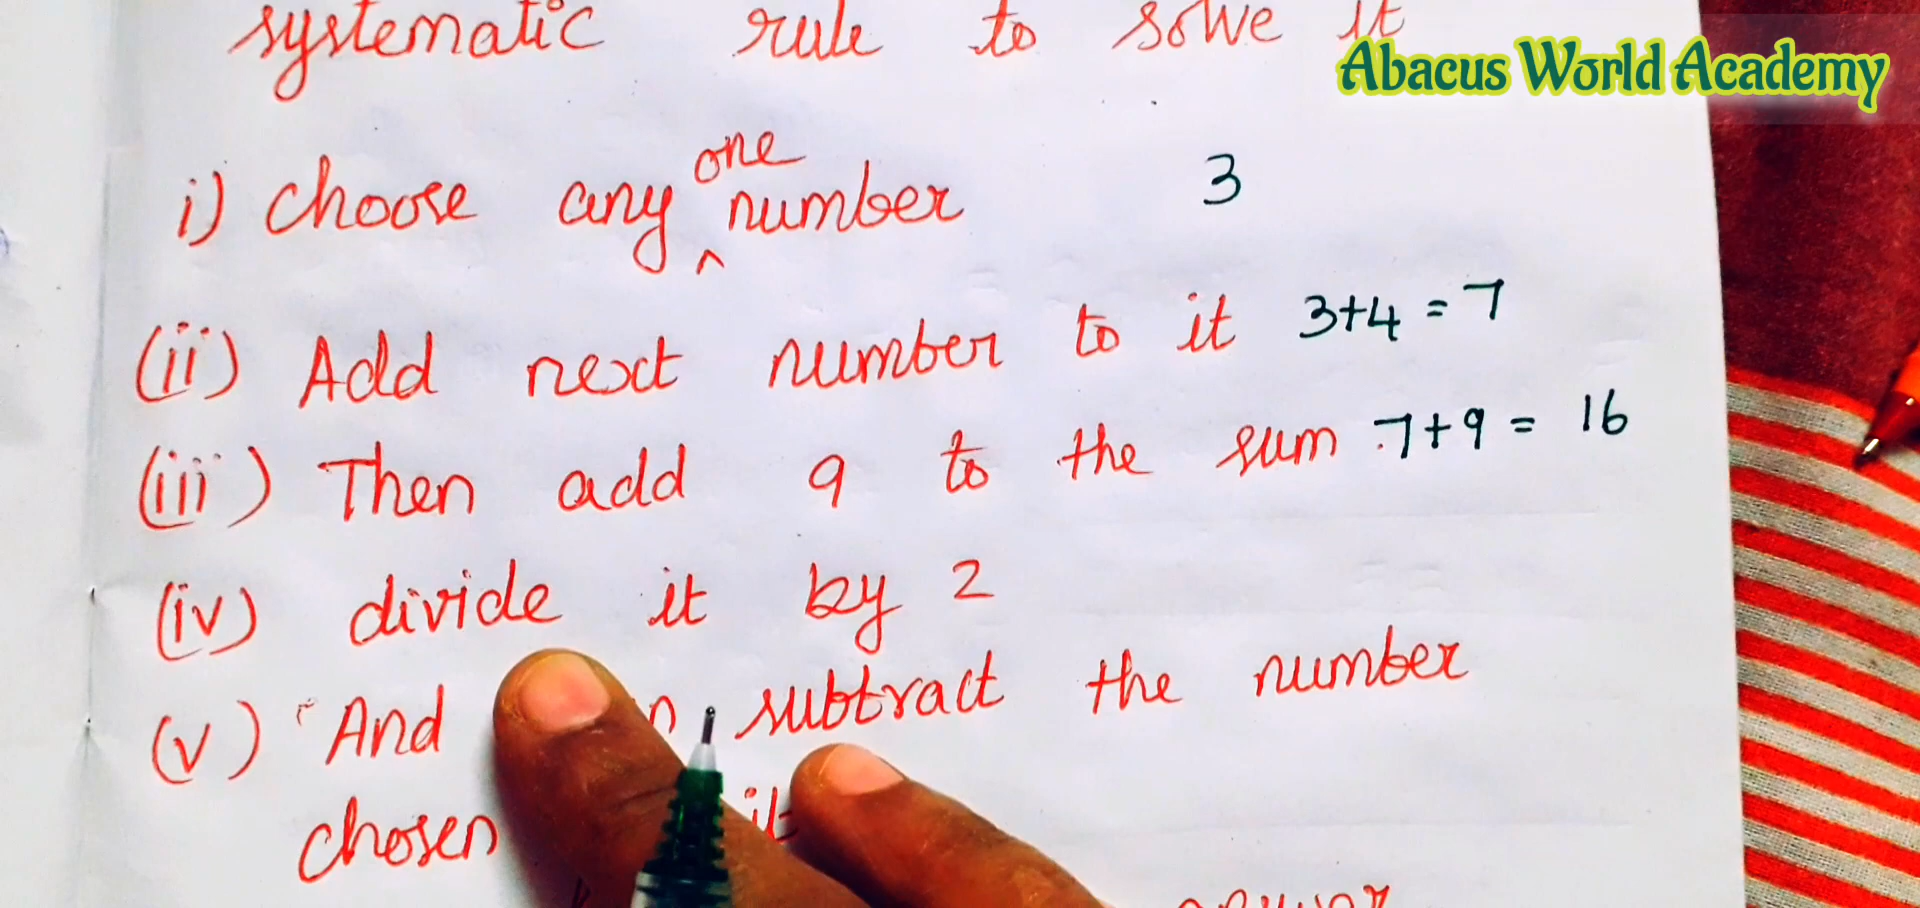 systematic rule to solve it
Abacus World Academy
i) choose any one number 3
^
(ii) Add next number to it 3+4 = 7
(iii) Then add 9 to the sum 7+9 = 16
(iv) divide it by 2
(v) And subtract the number
chosen it